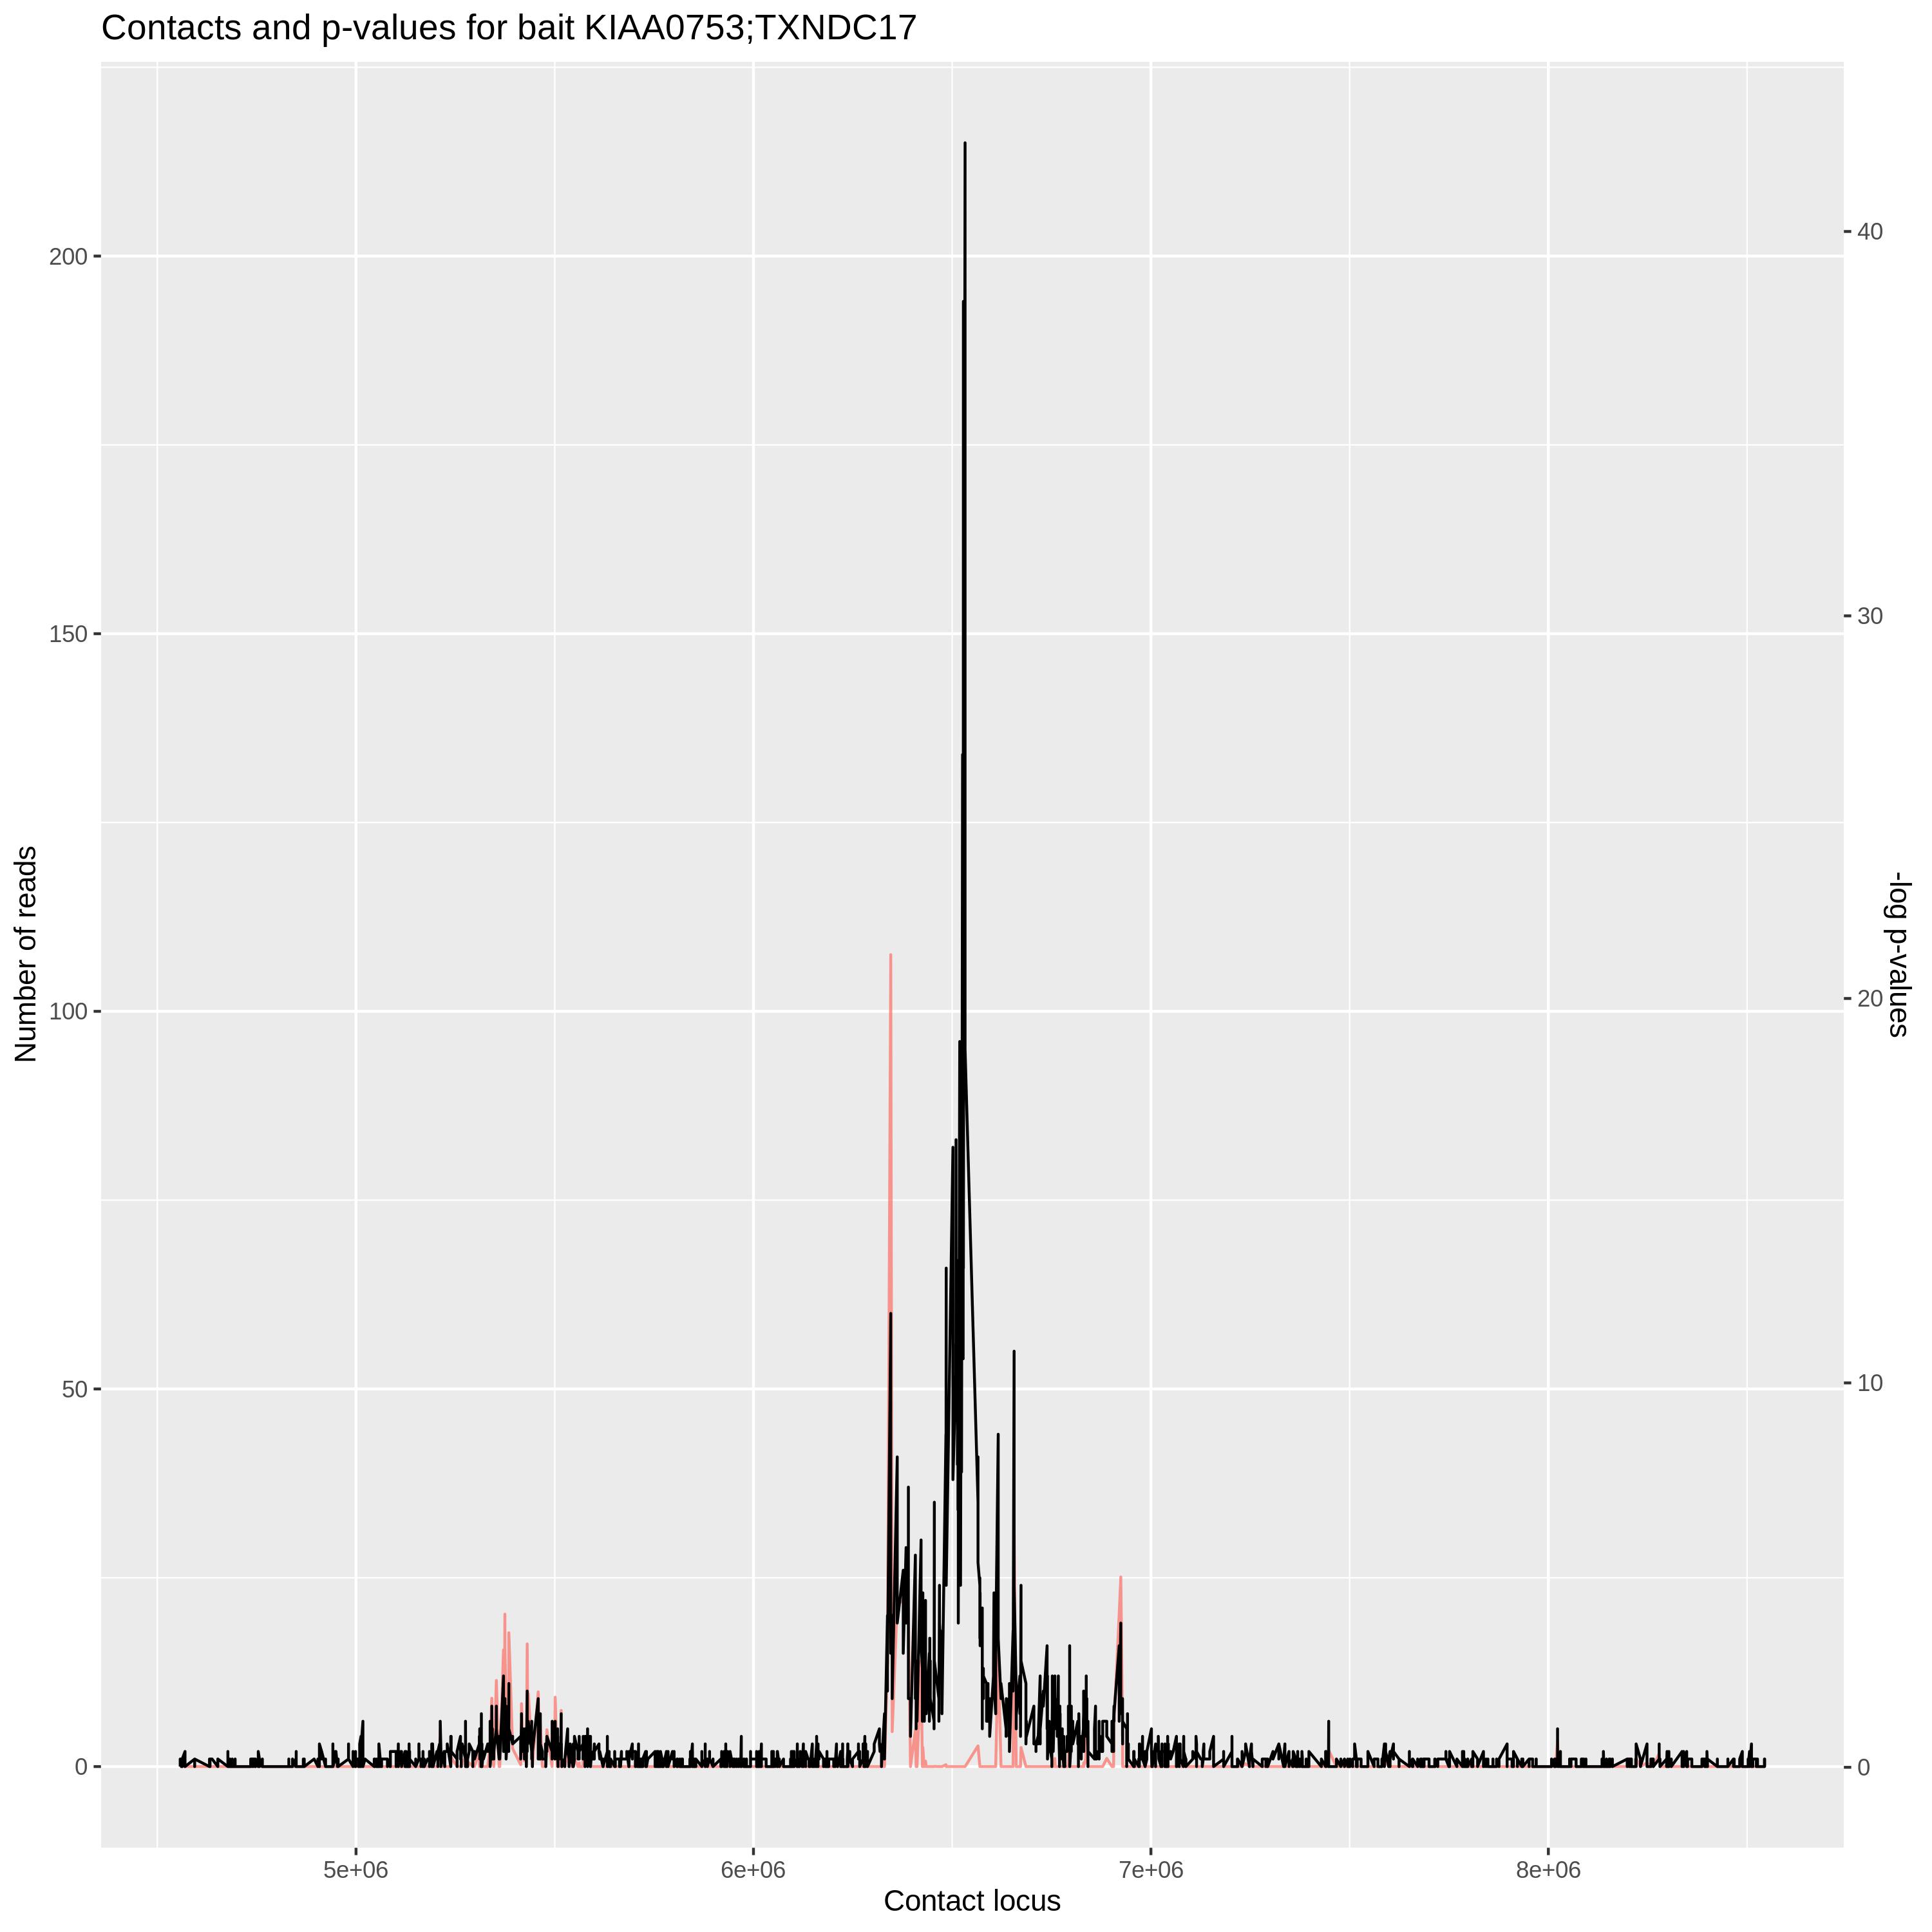 Contacts and p-values for bait KIAA0753;TXNDC17
200
150
100
50
0
Number of reads
40
30
20
10
0
-log p-values
5e+06
6e+06
7e+06
8e+06
Contact locus